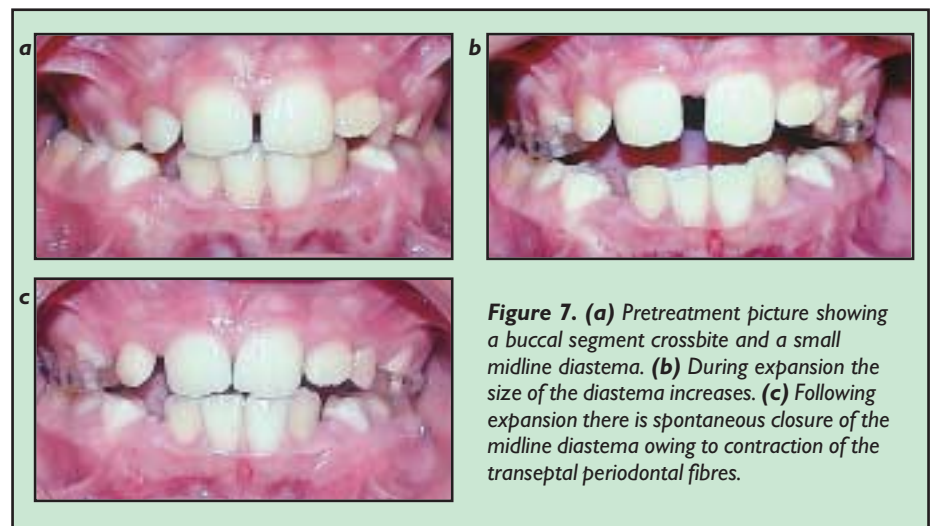 a
b
c
Figure 7. (a) Pretreatment picture showing
a buccal segment crossbite and a small
midline diastema. (b) During expansion the
size of the diastema increases. (c) Following
expansion there is spontaneous closure of the
midline diastema owing to contraction of the
transeptal periodontal fibres.